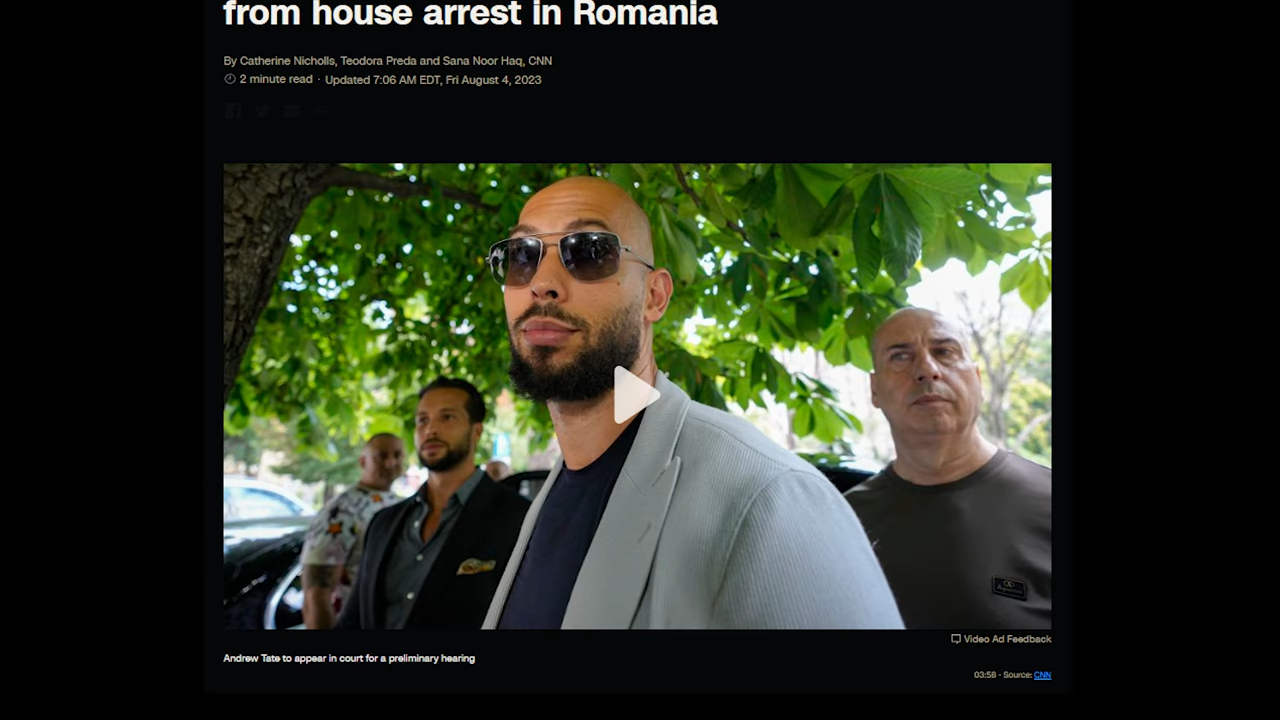 from house arrest in Romania
By Catherine Nicholls, Teodora Preda and Sana Noor Haq, CNN
2 minute read · Updated 7:06 AM EDT, Fri August 4, 2023
Video Ad Feedback
Andrew Tate to appear in court for a preliminary hearing
03:58 - Source: CNN